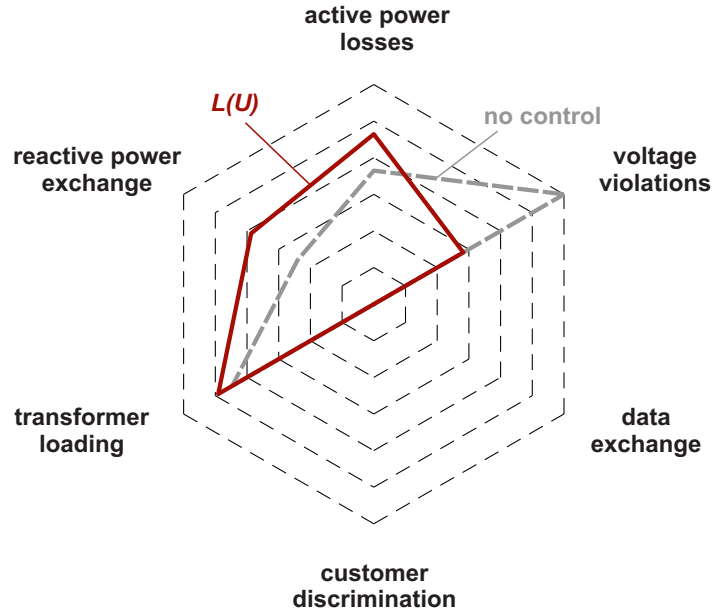 active power
losses
L(U)
no control
reactive power
exchange
voltage
violations
transformer
loading
data
exchange
customer
discrimination